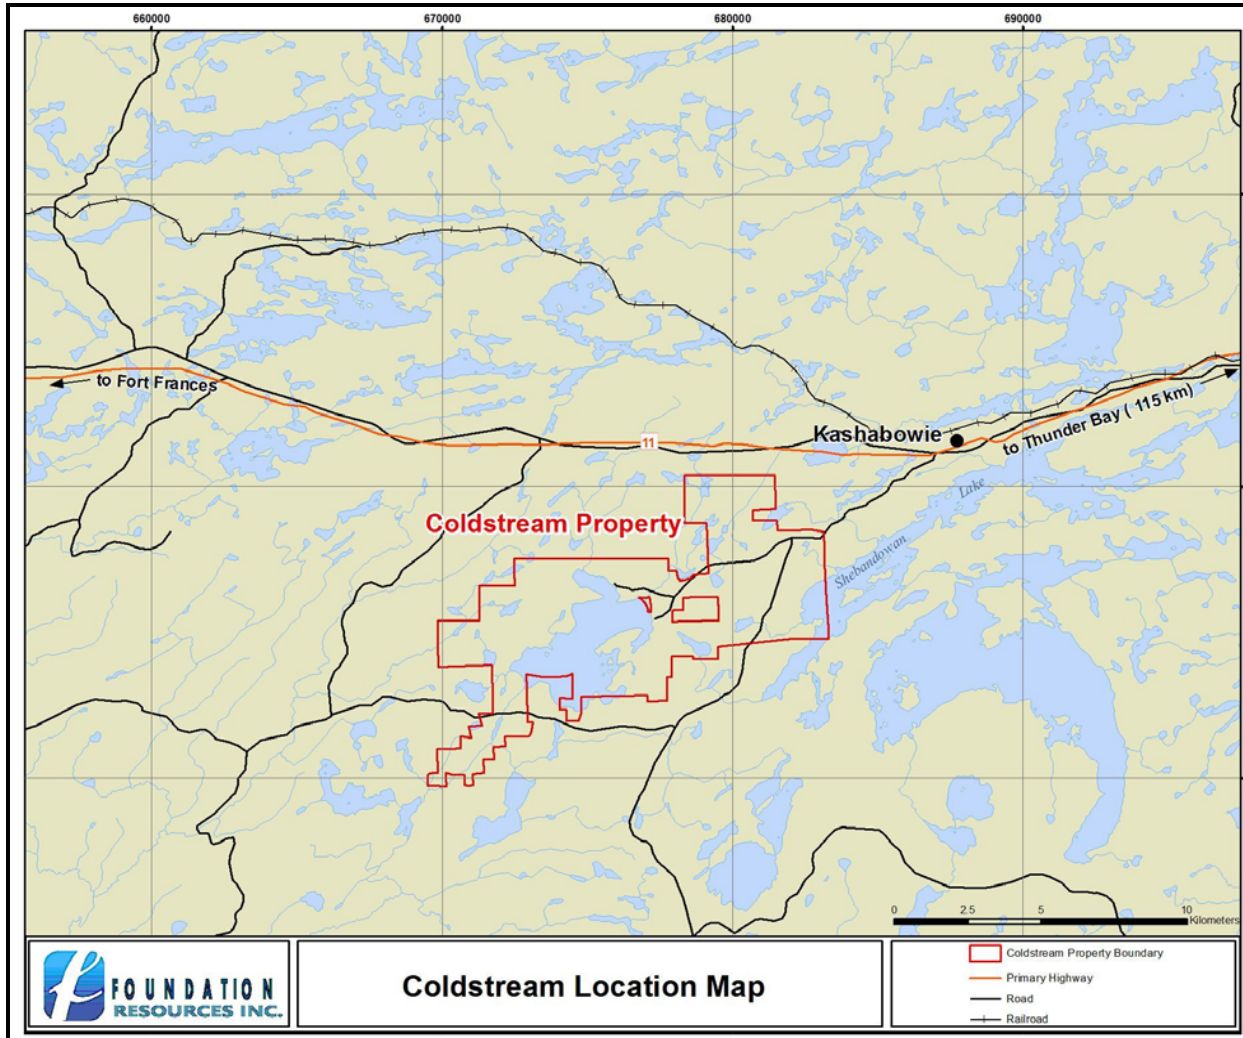 660000
670000
680000
690000
to Fort Frances
11
Kashabowie
to Thunder Bay ( 115 km)
Lake
Shebandowan
Coldstream Property
0
2.5
5
10
Kilometers
FOUNDATION
RESOURCES INC.
Coldstream Location Map
Coldstream Property Boundary
Primary Highway
Road
Railroad